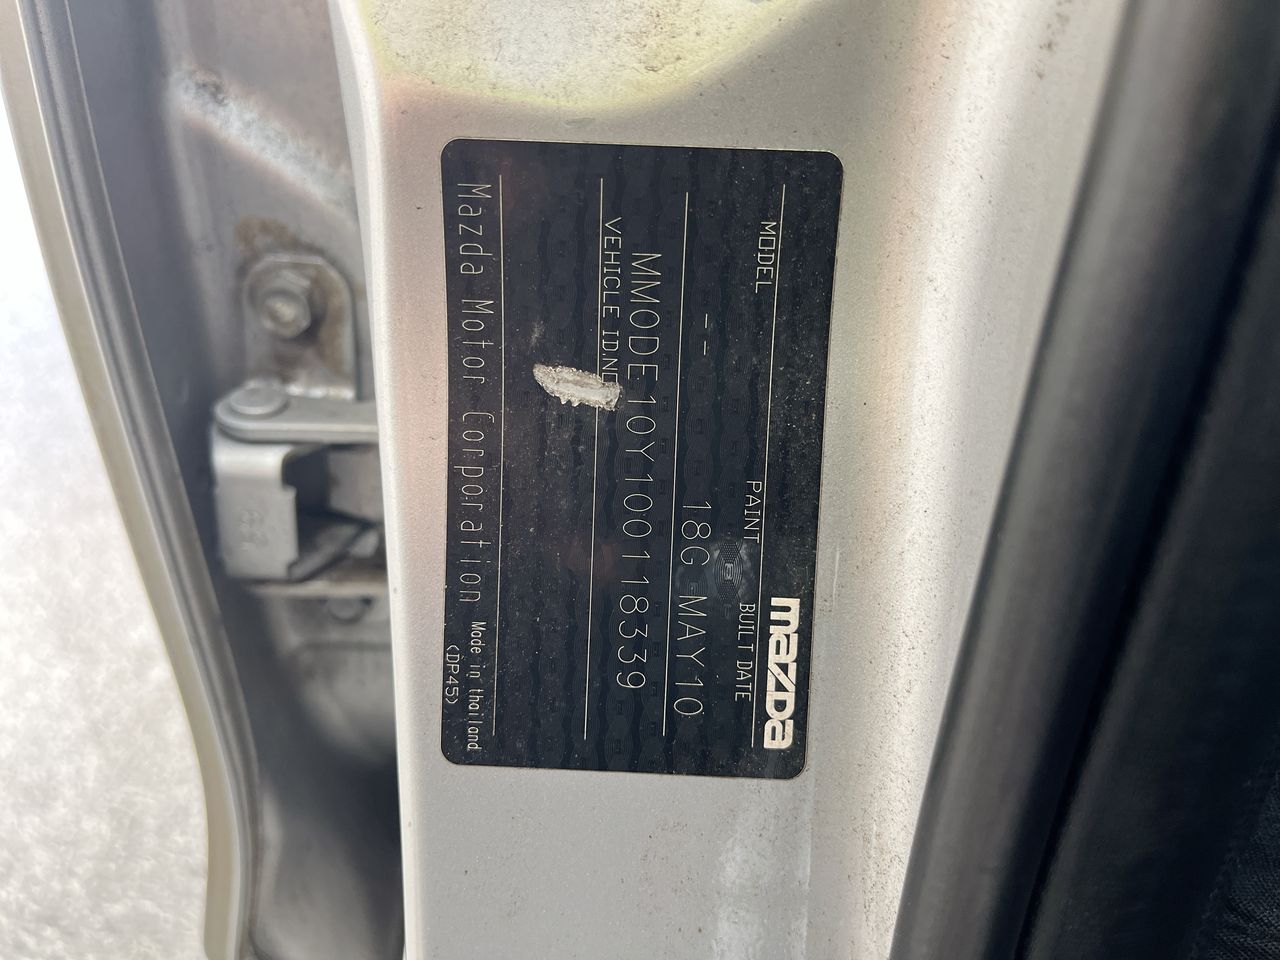 mazda
MODEL PAINT BUILT DATE
-- 18G MAY10
MMODE10Y100118339
VEHICLE ID.NO
Mazda Motor Corporation Made in thailand
<DP45>